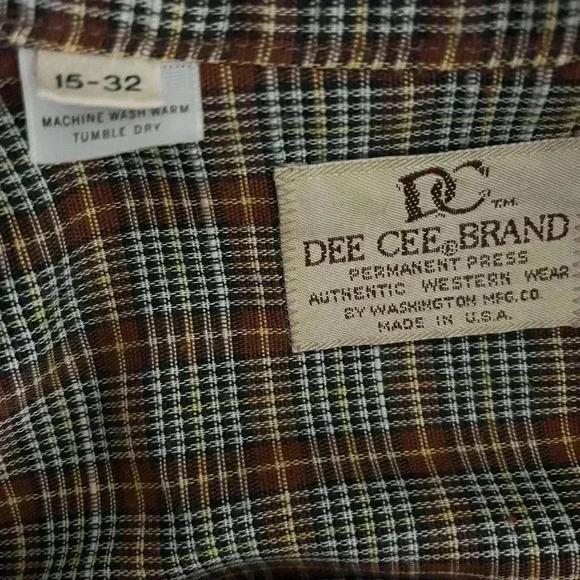 15-32
MACHINE WASH WARM
TUMBLE DRY
DC TM.
DEE CEE® BRAND
PERMANENT PRESS
AUTHENTIC WESTERN WEAR
BY WASHINGTON MFG. CO.
MADE IN U.S.A.